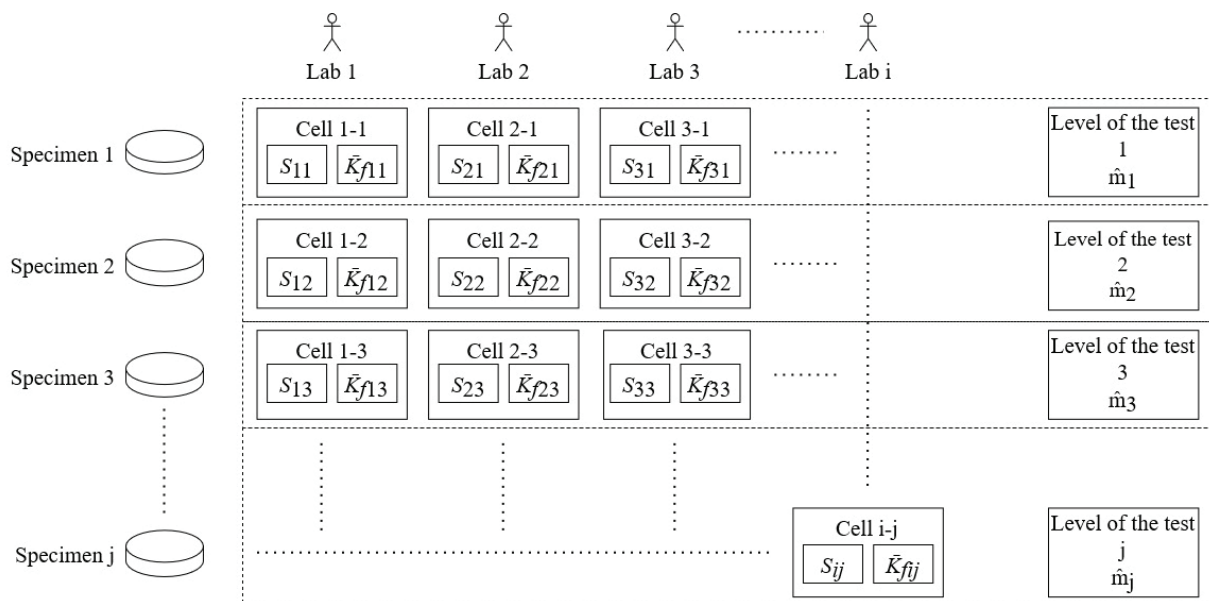 Lab 1 Lab 2 Lab 3 Lab i
Specimen 1
Cell 1-1 Cell 2-1 Cell 3-1
S11 K̄f11 S21 K̄f21 S31 K̄f31
Level of the test
1
m̂1
Specimen 2
Cell 1-2 Cell 2-2 Cell 3-2
S12 K̄f12 S22 K̄f22 S32 K̄f32
Level of the test
2
m̂2
Specimen 3
Cell 1-3 Cell 2-3 Cell 3-3
S13 K̄f13 S23 K̄f23 S33 K̄f33
Level of the test
3
m̂3
Specimen j
Cell i-j
Sij K̄fij
Level of the test
j
m̂j